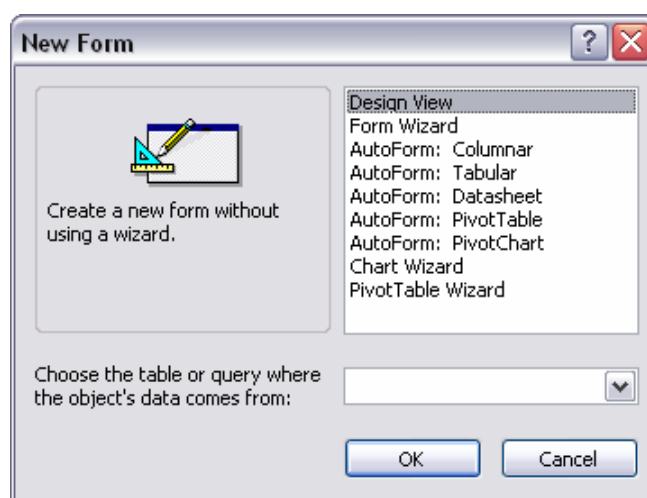 New Form
Create a new form without
using a wizard.
Design View
Form Wizard
AutoForm: Columnar
AutoForm: Tabular
AutoForm: Datasheet
AutoForm: PivotTable
AutoForm: PivotChart
Chart Wizard
PivotTable Wizard
Choose the table or query where
the object's data comes from:
OK
Cancel